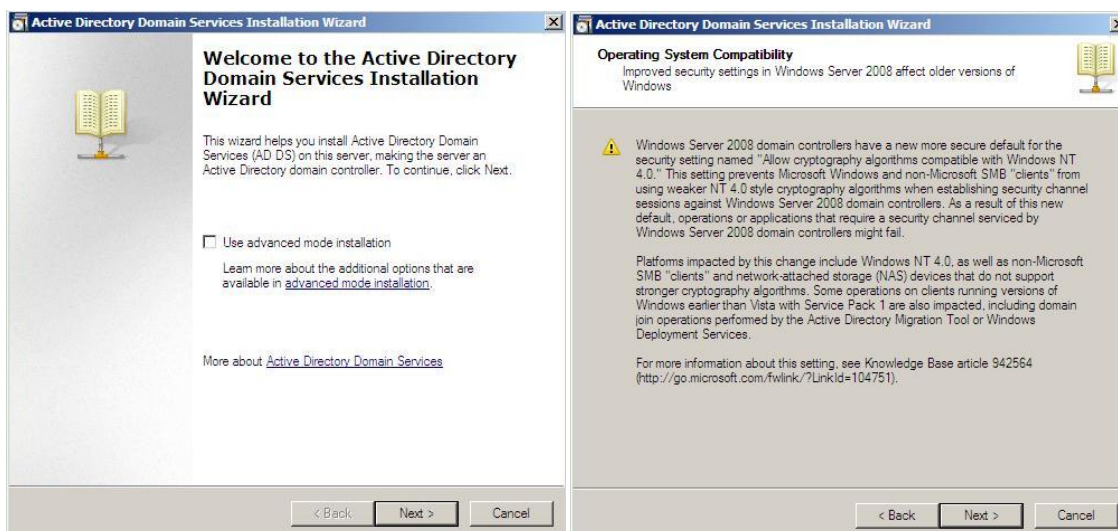 Active Directory Domain Services Installation Wizard
Welcome to the Active Directory
Domain Services Installation
Wizard
This wizard helps you install Active Directory Domain
Services (AD DS) on this server, making the server an
Active Directory domain controller. To continue, click Next.
Use advanced mode installation
Learn more about the additional options that are
available in advanced mode installation.
More about Active Directory Domain Services
< Back
Next >
Cancel
Active Directory Domain Services Installation Wizard
Operating System Compatibility
Improved security settings in Windows Server 2008 affect older versions of
Windows
Windows Server 2008 domain controllers have a new more secure default for the
security setting named "Allow cryptography algorithms compatible with Windows NT
4.0." This setting prevents Microsoft Windows and non-Microsoft SMB "clients" from
using weaker NT 4.0 style cryptography algorithms when establishing security channel
sessions against Windows Server 2008 domain controllers. As a result of this new
default, operations or applications that require a security channel serviced by
Windows Server 2008 domain controllers might fail.
Platforms impacted by this change include Windows NT 4.0, as well as non-Microsoft
SMB "clients" and network-attached storage (NAS) devices that do not support
stronger cryptography algorithms. Some operations on clients running versions of
Windows earlier than Vista with Service Pack 1 are also impacted, including domain
join operations performed by the Active Directory Migration Tool or Windows
Deployment Services.
For more information about this setting, see Knowledge Base article 942564
(http://go.microsoft.com/fwlink/?LinkId=104751).
< Back
Next >
Cancel